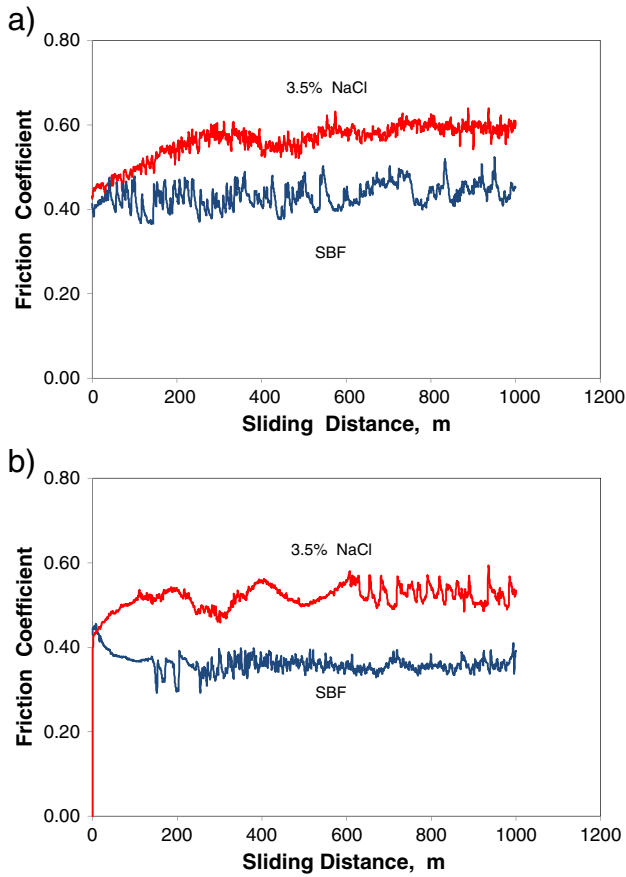 a)
0.80
3.5% NaCl
0.60
0.40
SBF
0.20
0.00
Friction Coefficient
0 200 400 600 800 1000 1200
Sliding Distance, m
b)
0.80
3.5% NaCl
0.60
0.40
SBF
0.20
0.00
Friction Coefficient
0 200 400 600 800 1000 1200
Sliding Distance, m